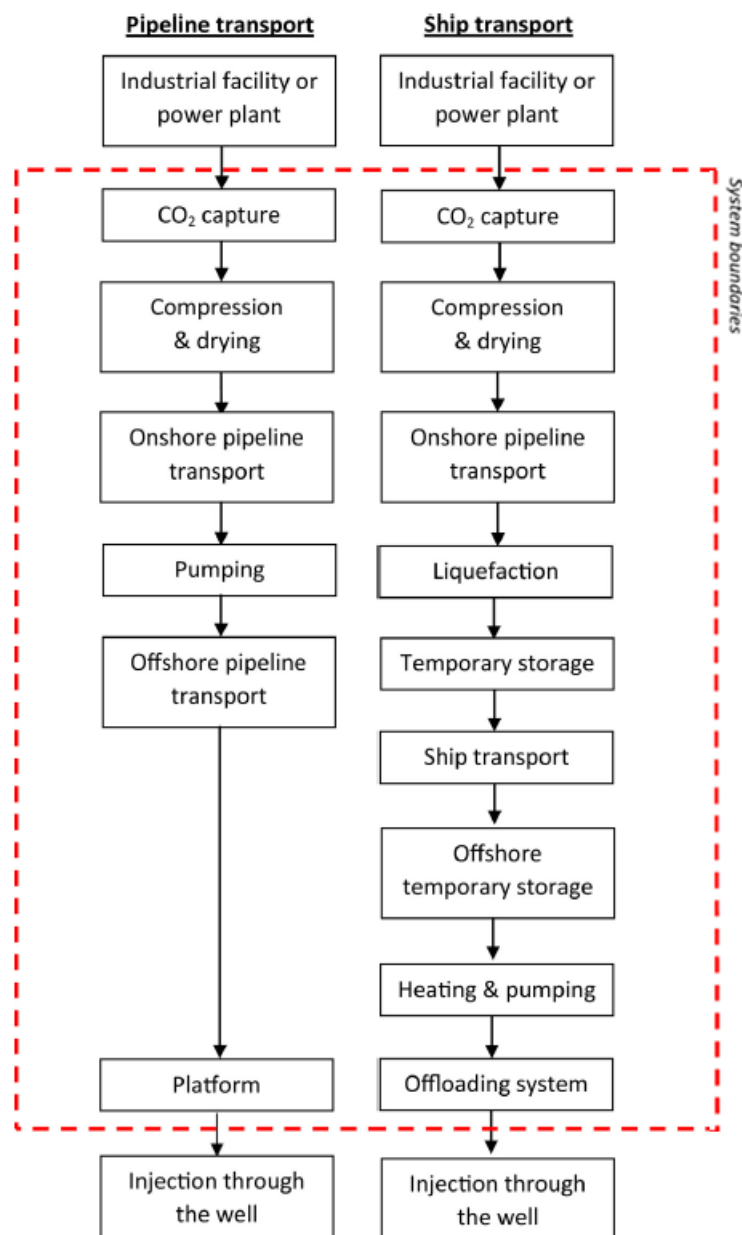 Pipeline transport
Industrial facility or
power plant
CO₂ capture
Compression
& drying
Onshore pipeline
transport
Pumping
Offshore pipeline
transport
Platform
Injection through
the well
Ship transport
Industrial facility or
power plant
CO₂ capture
Compression
& drying
Onshore pipeline
transport
Liquefaction
Temporary storage
Ship transport
Offshore
temporary storage
Heating & pumping
Offloading system
Injection through
the well
System boundaries